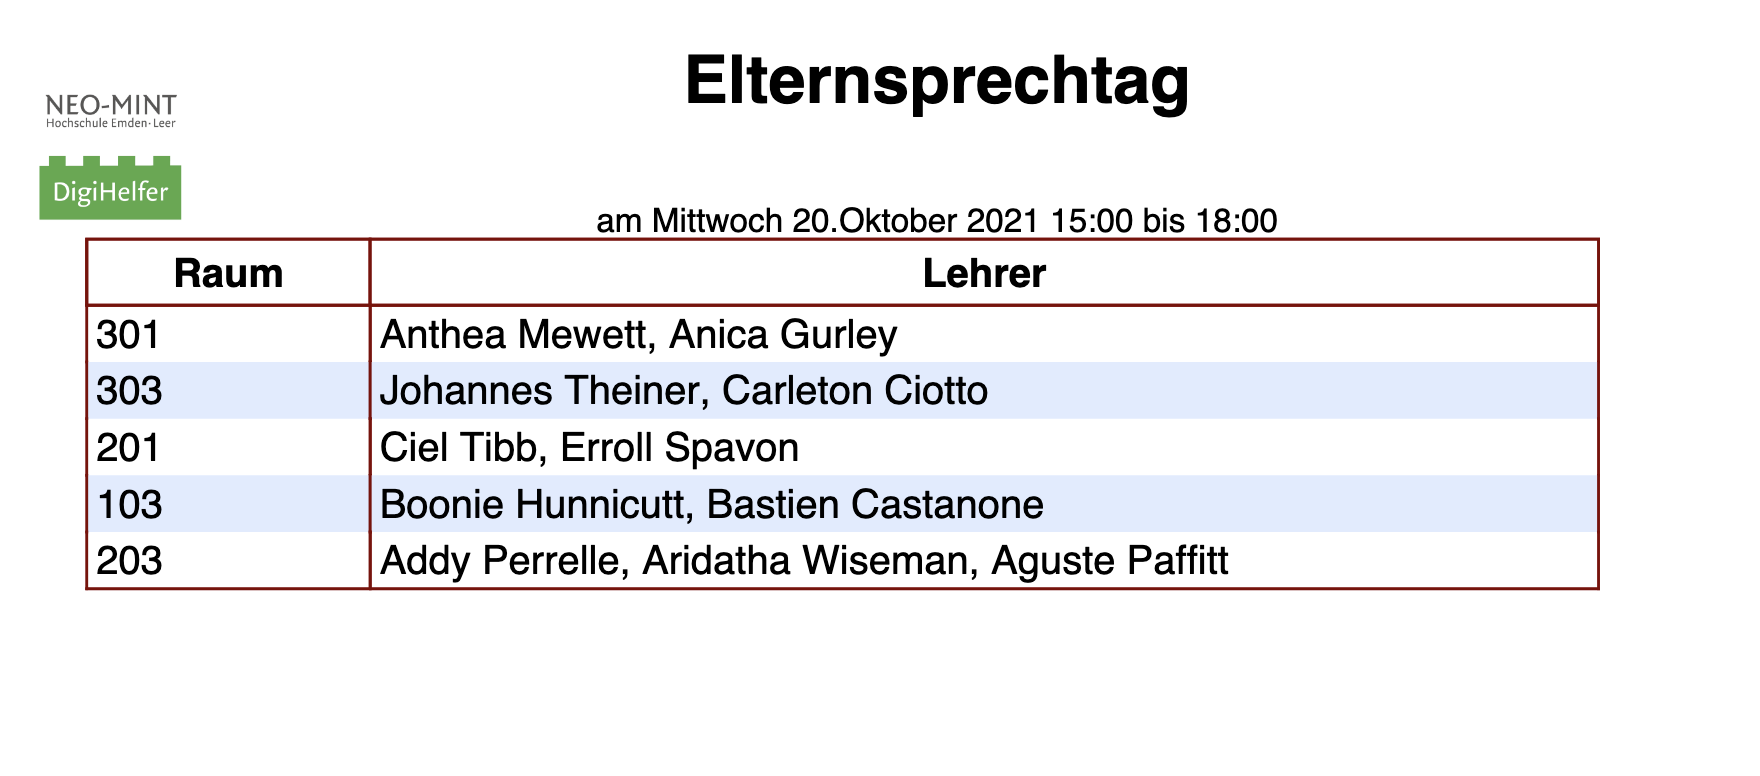 Elternsprechtag
NEO-MINT
Hochschule Emden·Leer
DigiHelfer
am Mittwoch 20.Oktober 2021 15:00 bis 18:00
Raum Lehrer
301 Anthea Mewett, Anica Gurley
303 Johannes Theiner, Carleton Ciotto
201 Ciel Tibb, Erroll Spavon
103 Boonie Hunnicutt, Bastien Castanone
203 Addy Perrelle, Aridatha Wiseman, Aguste Paffitt